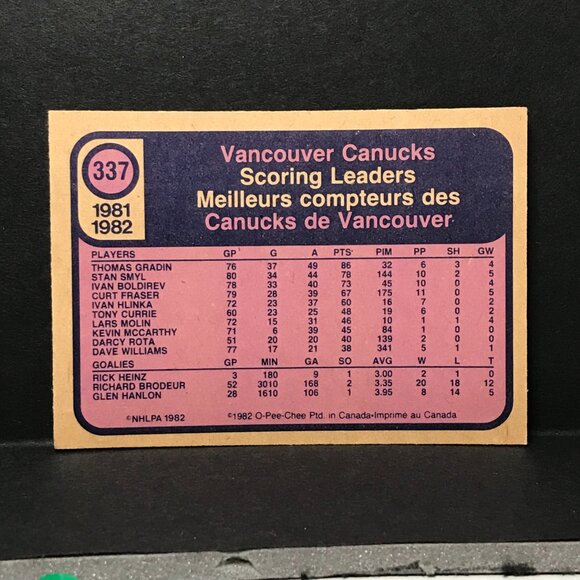 337
1981
1982
Vancouver Canucks
Scoring Leaders
Meilleurs compteurs des
Canucks de Vancouver
PLAYERS GP G A PTS PIM PP SH GW
THOMAS GRADIN 76 37 49 86 32 6 3 4
STAN SMYL 80 34 44 78 144 10 2 5
IVAN BOLDIREV 78 33 40 73 45 10 0 4
CURT FRASER 79 28 39 67 175 11 0 5
IVAN HLINKA 72 23 37 60 16 7 0 2
TONY CURRIE 60 23 25 48 19 6 0 2
LARS MOLIN 72 15 31 46 10 1 1 4
KEVIN MCCARTHY 71 6 39 45 84 1 0 0
DARCY ROTA 51 20 20 40 139 2 0 1
DAVE WILLIAMS 77 17 21 38 341 5 1 1
GOALIES GP MIN GA SO AVG W L T
RICK HEINZ 3 180 9 1 3.00 2 1 0
RICHARD BRODEUR 52 3010 168 2 3.35 20 18 12
GLEN HANLON 28 1610 106 1 3.95 8 14 5
©NHLPA 1982 ©1982 O-Pee-Chee Ptd. in Canada-Imprimé au Canada